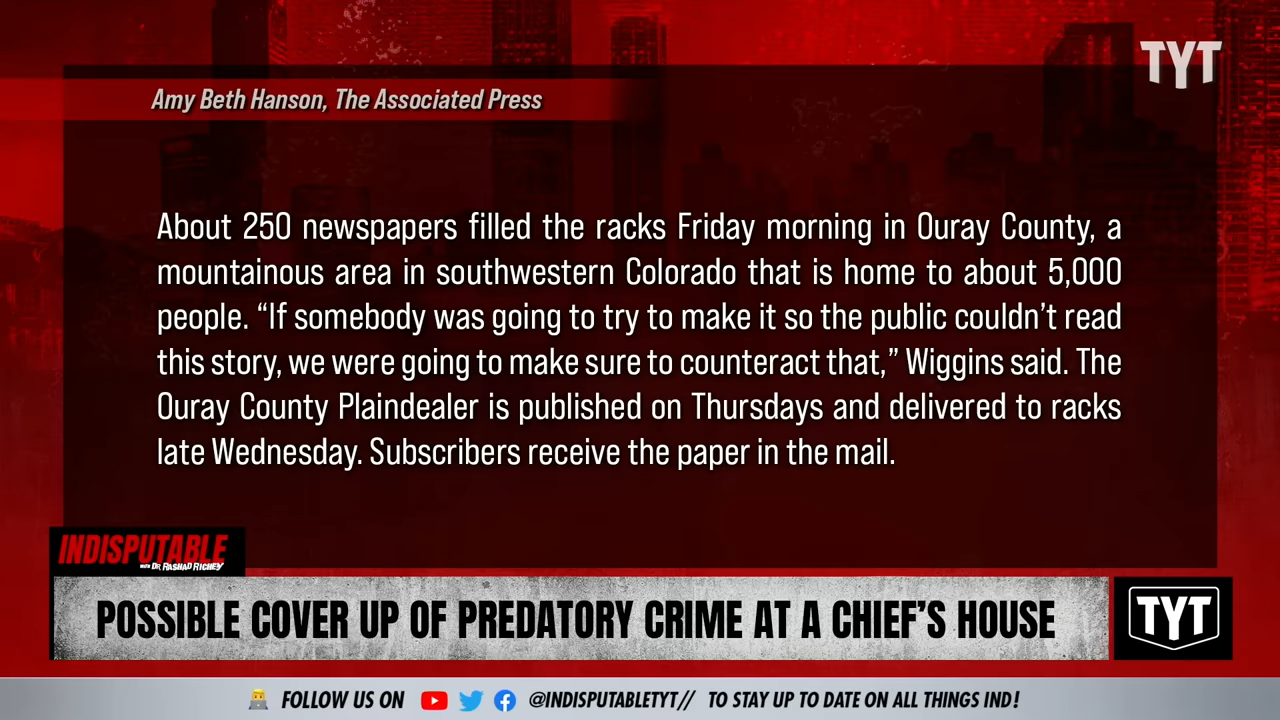 TYT
Amy Beth Hanson, The Associated Press
About 250 newspapers filled the racks Friday morning in Ouray County, a
mountainous area in southwestern Colorado that is home to about 5,000
people. “If somebody was going to try to make it so the public couldn’t read
this story, we were going to make sure to counteract that,” Wiggins said. The
Ouray County Plaindealer is published on Thursdays and delivered to racks
late Wednesday. Subscribers receive the paper in the mail.
INDISPUTABLE
WITH DR. RASHAD RICHEY
POSSIBLE COVER UP OF PREDATORY CRIME AT A CHIEF’S HOUSE
TYT
FOLLOW US ON @INDISPUTABLETYT// TO STAY UP TO DATE ON ALL THINGS IND!